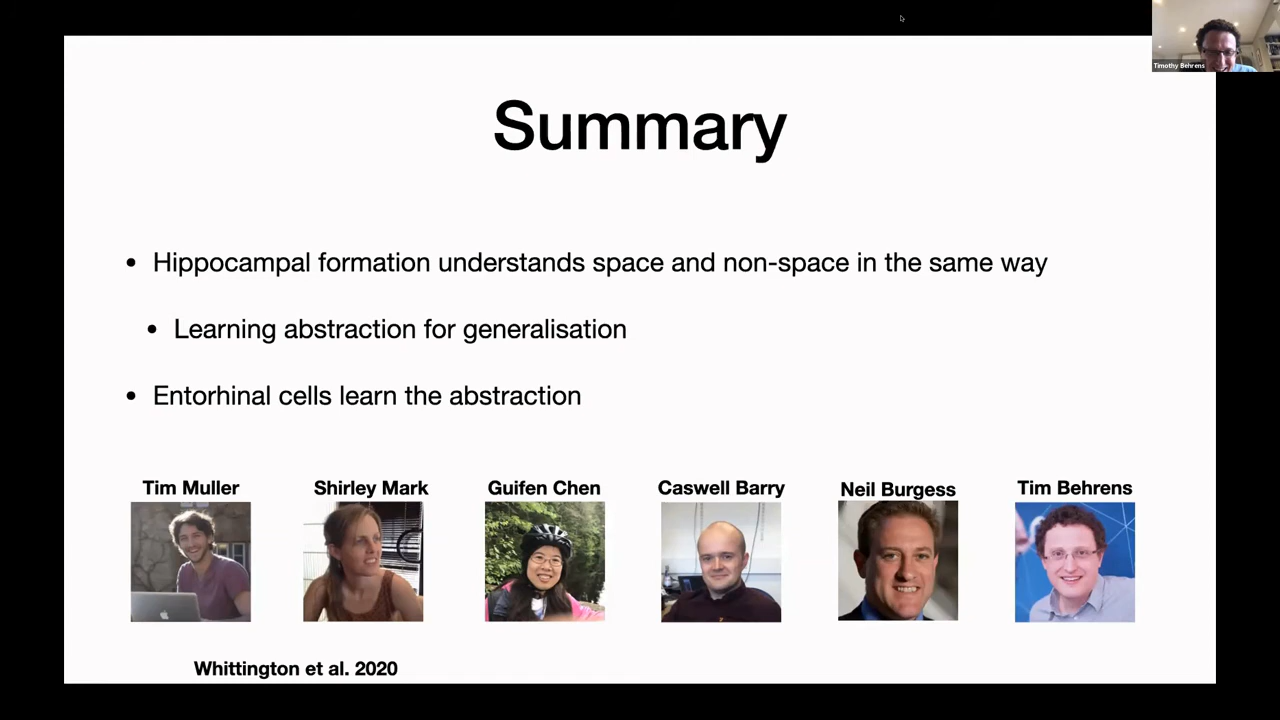 Timothy Behrens
Summary
• Hippocampal formation understands space and non-space in the same way
• Learning abstraction for generalisation
• Entorhinal cells learn the abstraction
Tim Muller Shirley Mark Guifen Chen Caswell Barry Neil Burgess Tim Behrens
Whittington et al. 2020